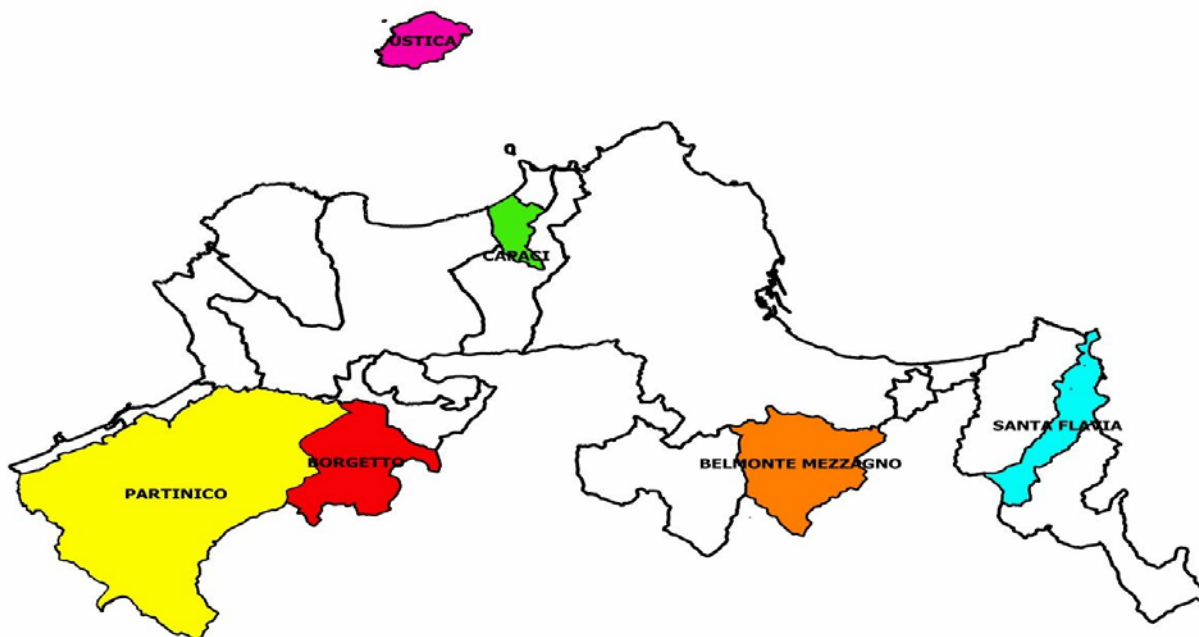 USTICA
CAPACI
SANTA FLAVIA
BORGETTO
BELMONTE MEZZAGNO
PARTINICO